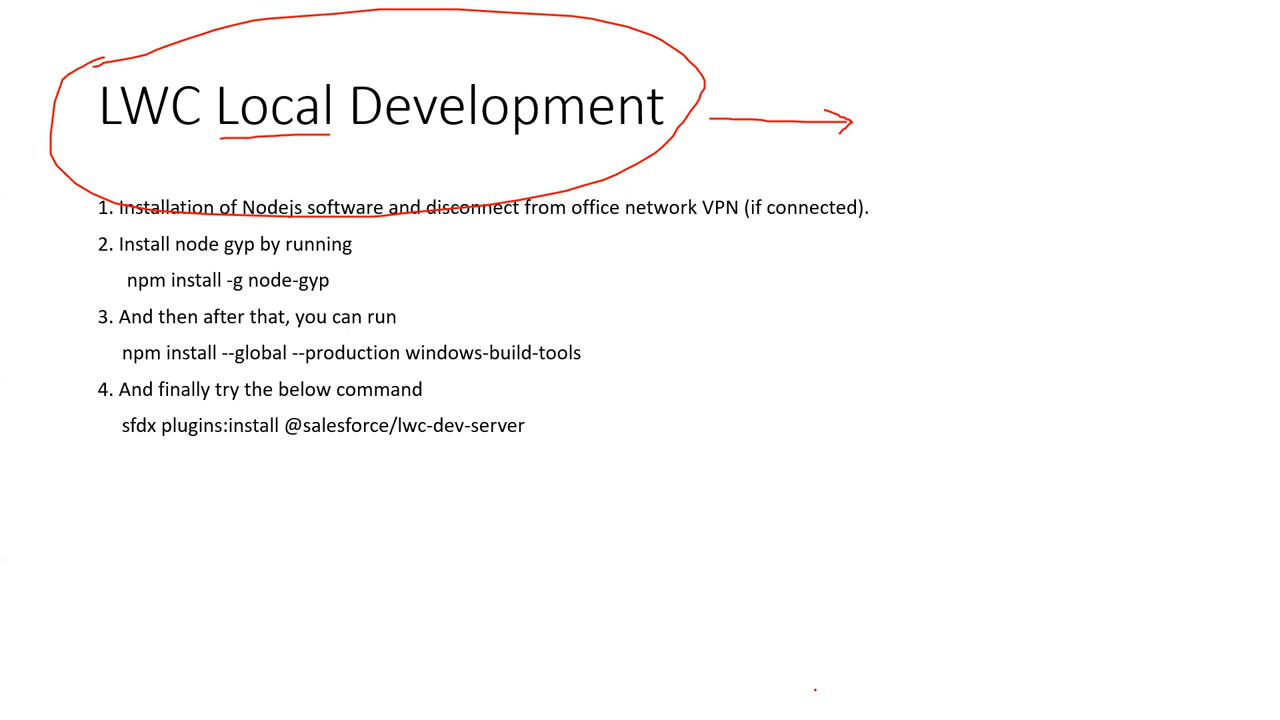 LWC Local Development
1. Installation of Nodejs software and disconnect from office network VPN (if connected).
2. Install node gyp by running
npm install -g node-gyp
3. And then after that, you can run
npm install --global --production windows-build-tools
4. And finally try the below command
sfdx plugins:install @salesforce/lwc-dev-server